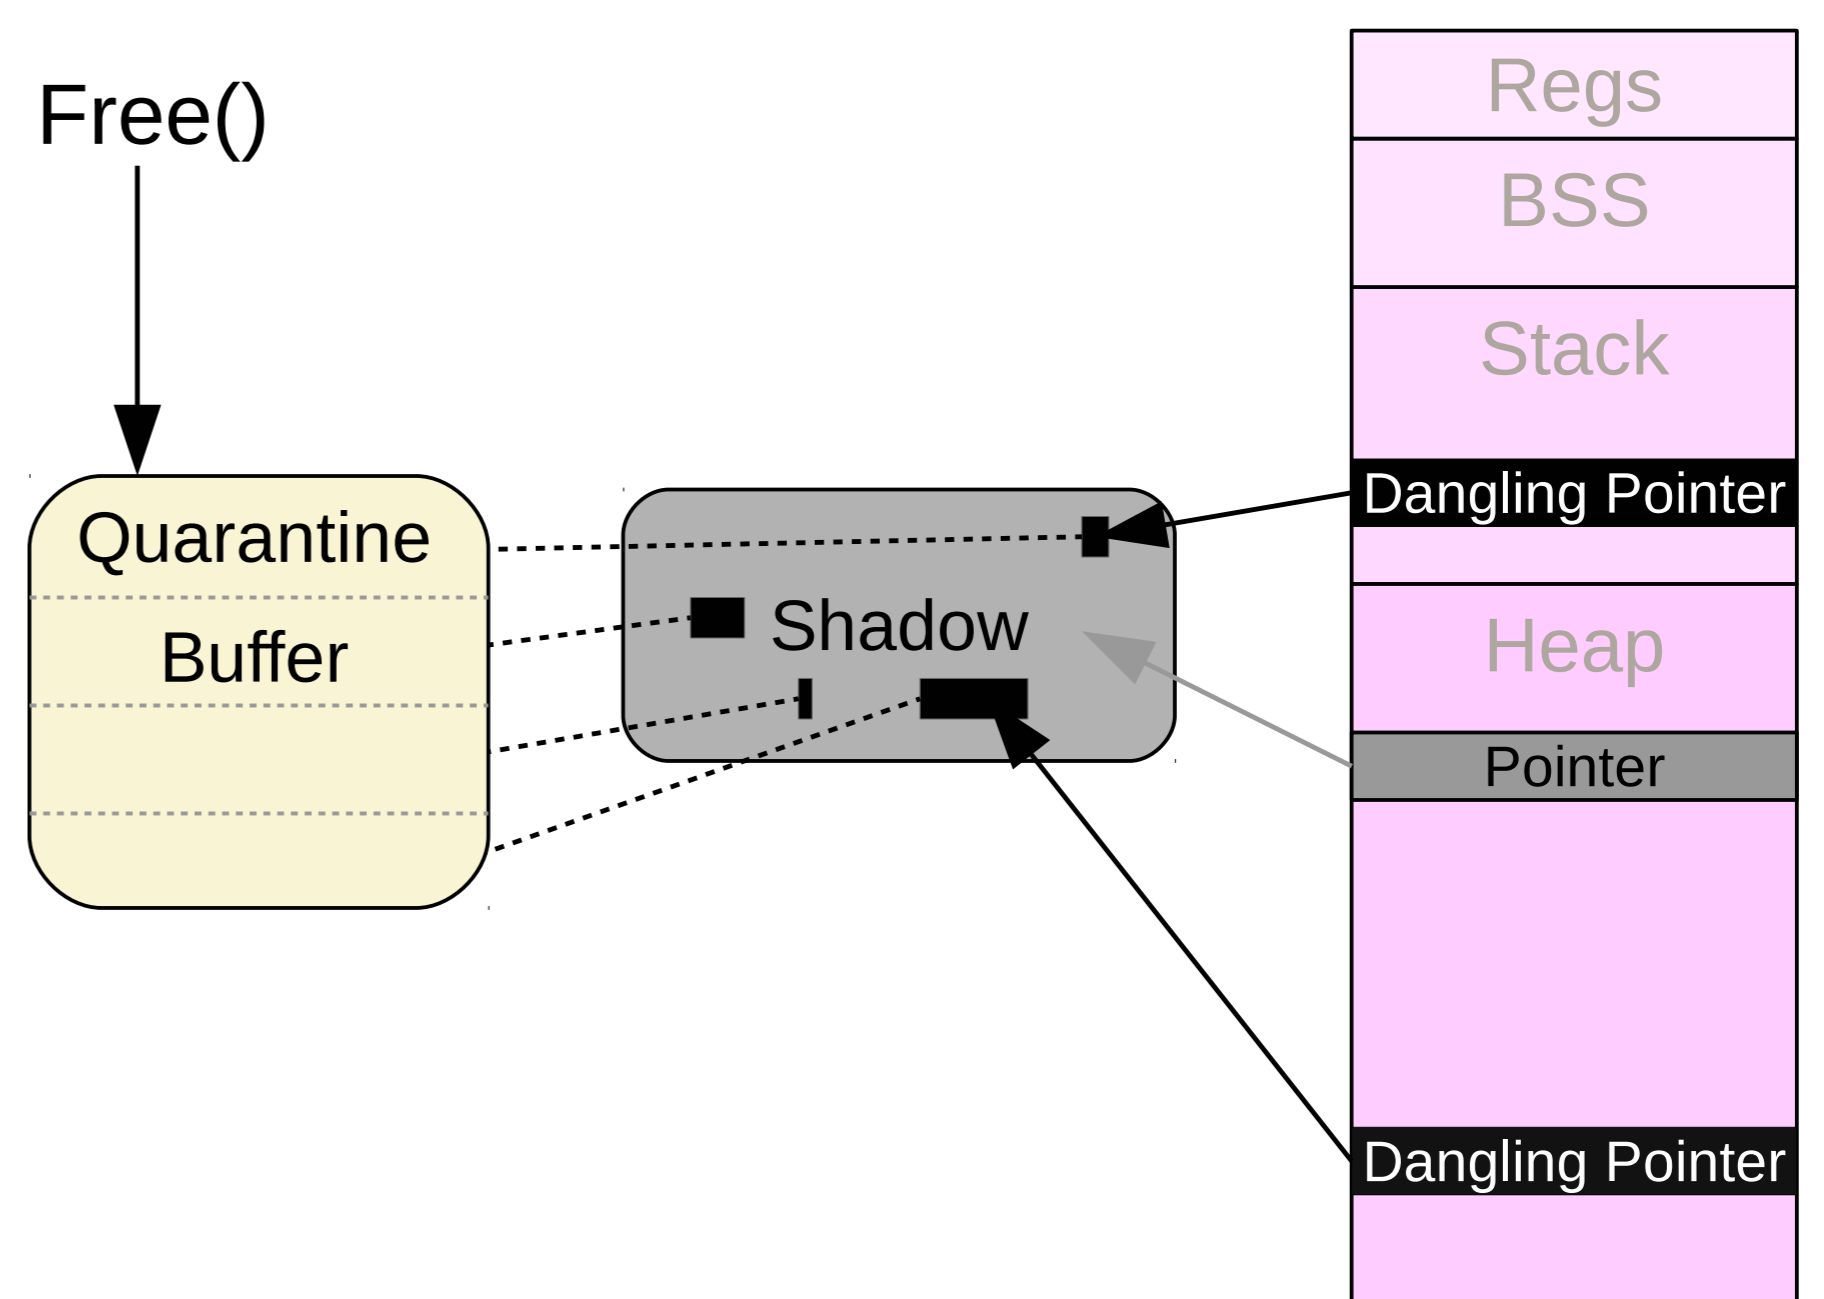 Free()
Quarantine
Buffer
Shadow
Regs
BSS
Stack
Dangling Pointer
Heap
Pointer
Dangling Pointer